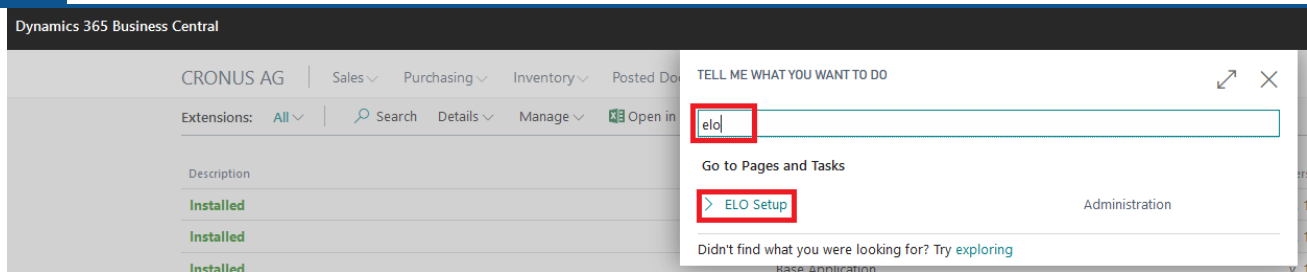 Dynamics 365 Business Central
CRONUS AG Sales Purchasing Inventory Posted Do
TELL ME WHAT YOU WANT TO DO
Extensions: All Search Details Manage Open in
elo
Go to Pages and Tasks
Description
Installed
ELO Setup Administration
Installed
Didn't find what you were looking for? Try exploring
Installed
Base Application